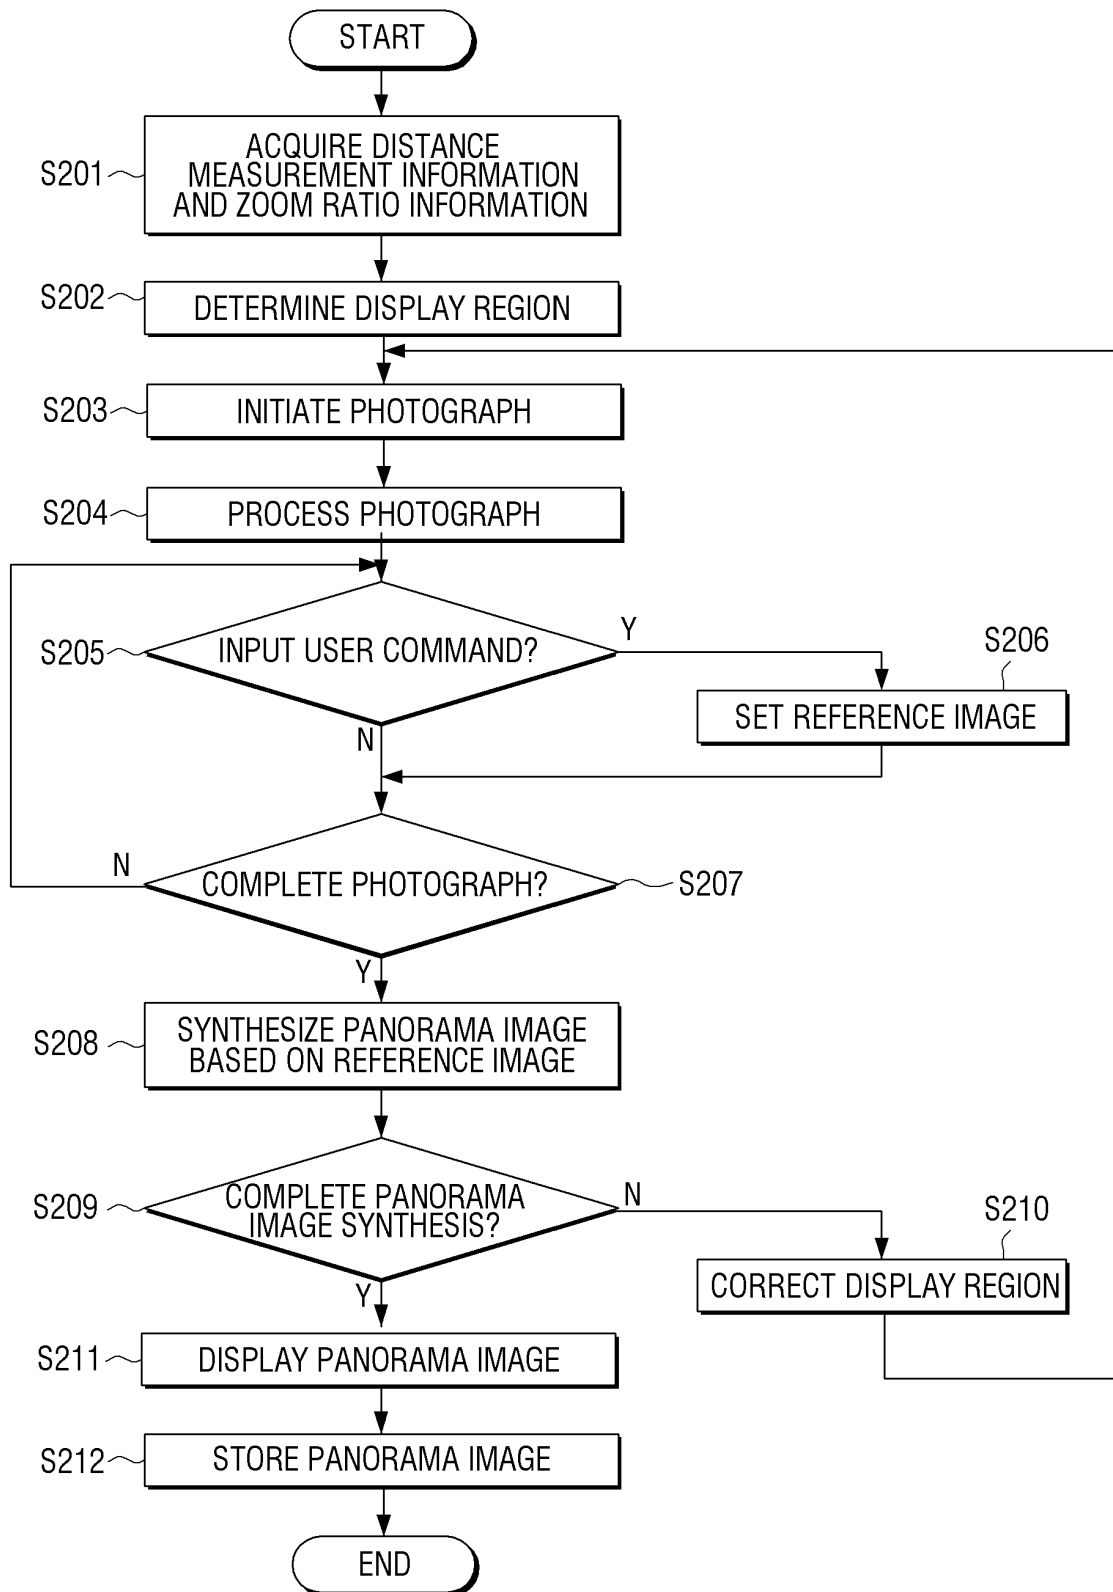 START
S201
ACQUIRE DISTANCE
MEASUREMENT INFORMATION
AND ZOOM RATIO INFORMATION
S202
DETERMINE DISPLAY REGION
S203
INITIATE PHOTOGRAPH
S204
PROCESS PHOTOGRAPH
S205
INPUT USER COMMAND?
Y
N
S206
SET REFERENCE IMAGE
N
COMPLETE PHOTOGRAPH?
S207
Y
S208
SYNTHESIZE PANORAMA IMAGE
BASED ON REFERENCE IMAGE
S209
COMPLETE PANORAMA
IMAGE SYNTHESIS?
N
Y
S210
CORRECT DISPLAY REGION
S211
DISPLAY PANORAMA IMAGE
S212
STORE PANORAMA IMAGE
END